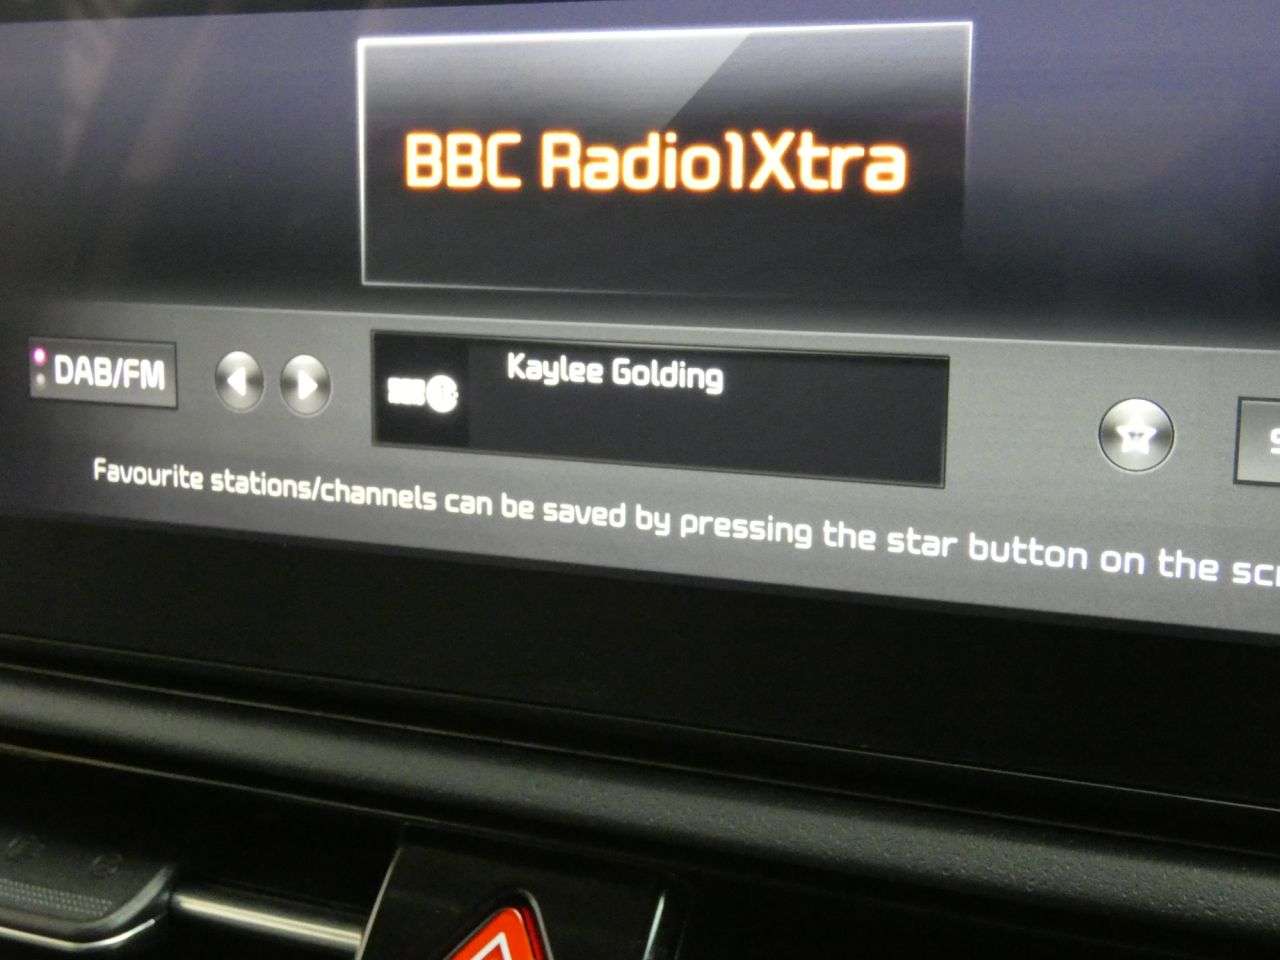 BBC Radio1Xtra
DAB/FM
Kaylee Golding
Favourite stations/channels can be saved by pressing the star button on the